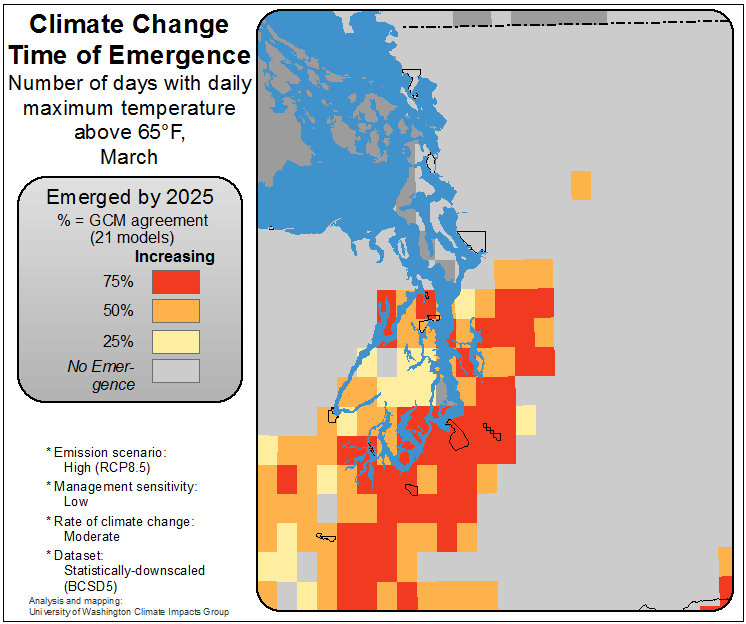 Climate Change
Time of Emergence
Number of days with daily
maximum temperature
above 65°F,
March
Emerged by 2025
% = GCM agreement
(21 models)
Increasing
75%
50%
25%
No Emer-
gence
* Emission scenario:
High (RCP8.5)
* Management sensitivity:
Low
* Rate of climate change:
Moderate
* Dataset:
Statistically-downscaled
(BCSD5)
Analysis and mapping:
University of Washington Climate Impacts Group